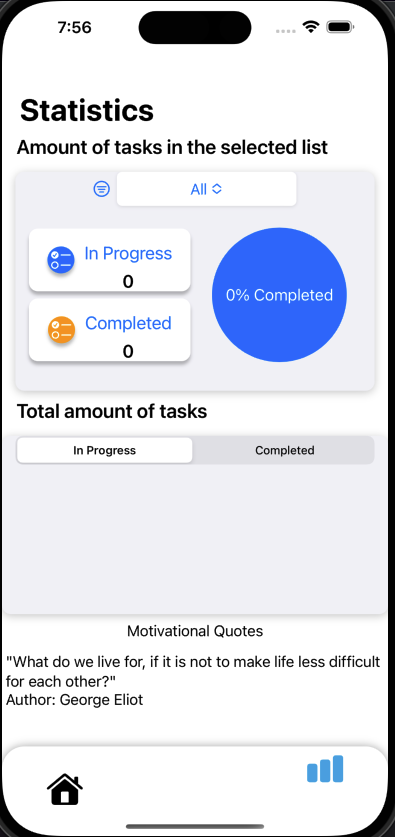 7:56
Statistics
Amount of tasks in the selected list
All
In Progress
0
0% Completed
Completed
0
Total amount of tasks
In Progress Completed
Motivational Quotes
"What do we live for, if it is not to make life less difficult
for each other?"
Author: George Eliot